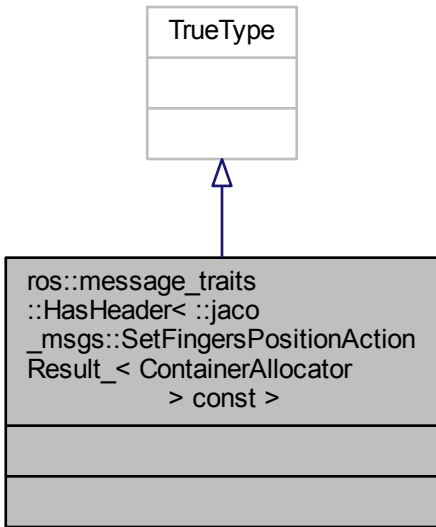 TrueType
ros::message_traits
::HasHeader< ::jaco
_msgs::SetFingersPositionAction
Result_< ContainerAllocator
> const >